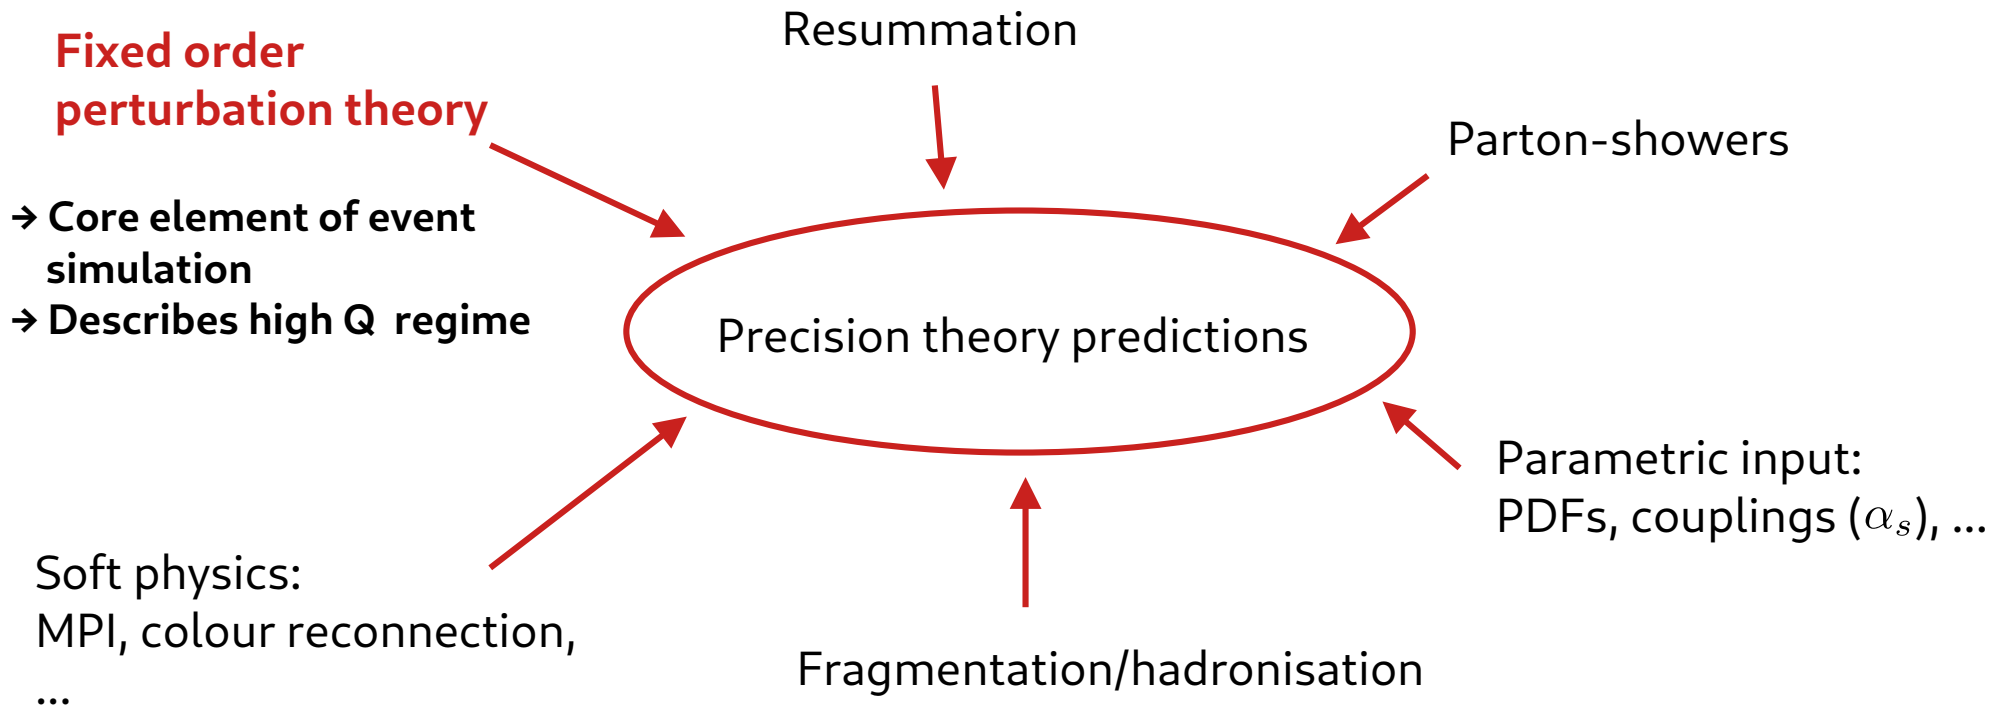 Fixed order
perturbation theory
→ Core element of event
simulation
→ Describes high Q regime
Resummation
Parton-showers
Precision theory predictions
Parametric input:
PDFs, couplings (αₛ), ...
Soft physics:
MPI, colour reconnection,
...
Fragmentation/hadronisation